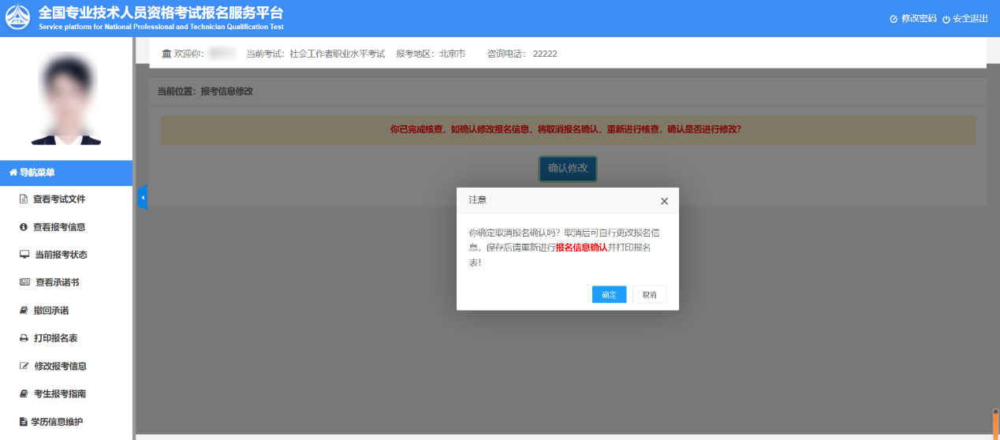 全国专业技术人员资格考试报名服务平台
Service platform for National Professional and Technician Qualification Test
修改密码 安全退出
欢迎你: 当前考试: 社会工作者职业水平考试 报考地区: 北京市 咨询电话: 22222
当前位置: 报考信息修改
你已完成核查，如确认修改报名信息，将取消报名确认，重新进行核查，确认是否进行修改?
确认修改
注意
你确定取消报名确认吗？取消后可自行更改报名信
息，保存后请重新进行报名信息确认并打印报名
表！
确定 取消
导航菜单
查看考试文件
查看报考信息
当前报考状态
查看承诺书
撤回承诺
打印报名表
修改报考信息
考生报考指南
学历信息维护